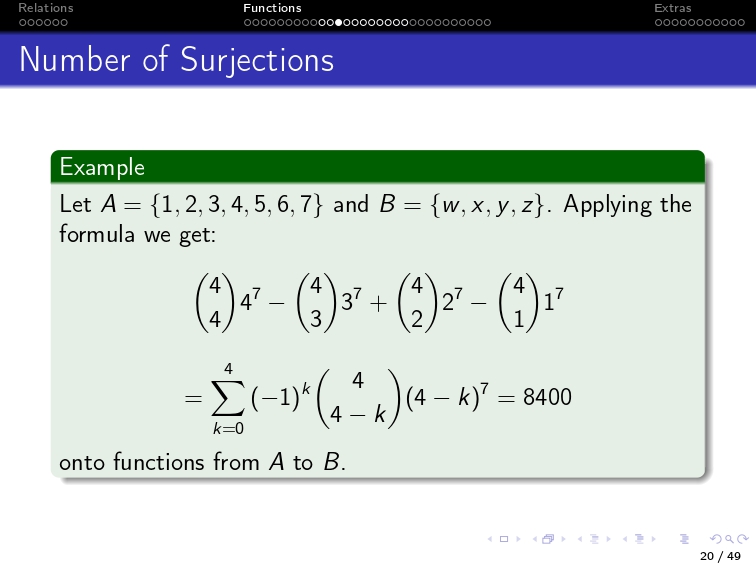 Relations Functions Extras
Number of Surjections
Example
Let A = {1, 2, 3, 4, 5, 6, 7} and B = {w, x, y, z}. Applying the
formula we get:
\binom{4}{4} 4^7 − \binom{4}{3} 3^7 + \binom{4}{2} 2^7 − \binom{4}{1} 1^7
= \sum_{k=0}^{4} (−1)^k \binom{4}{4 − k} (4 − k)^7 = 8400
onto functions from A to B.
20 / 49